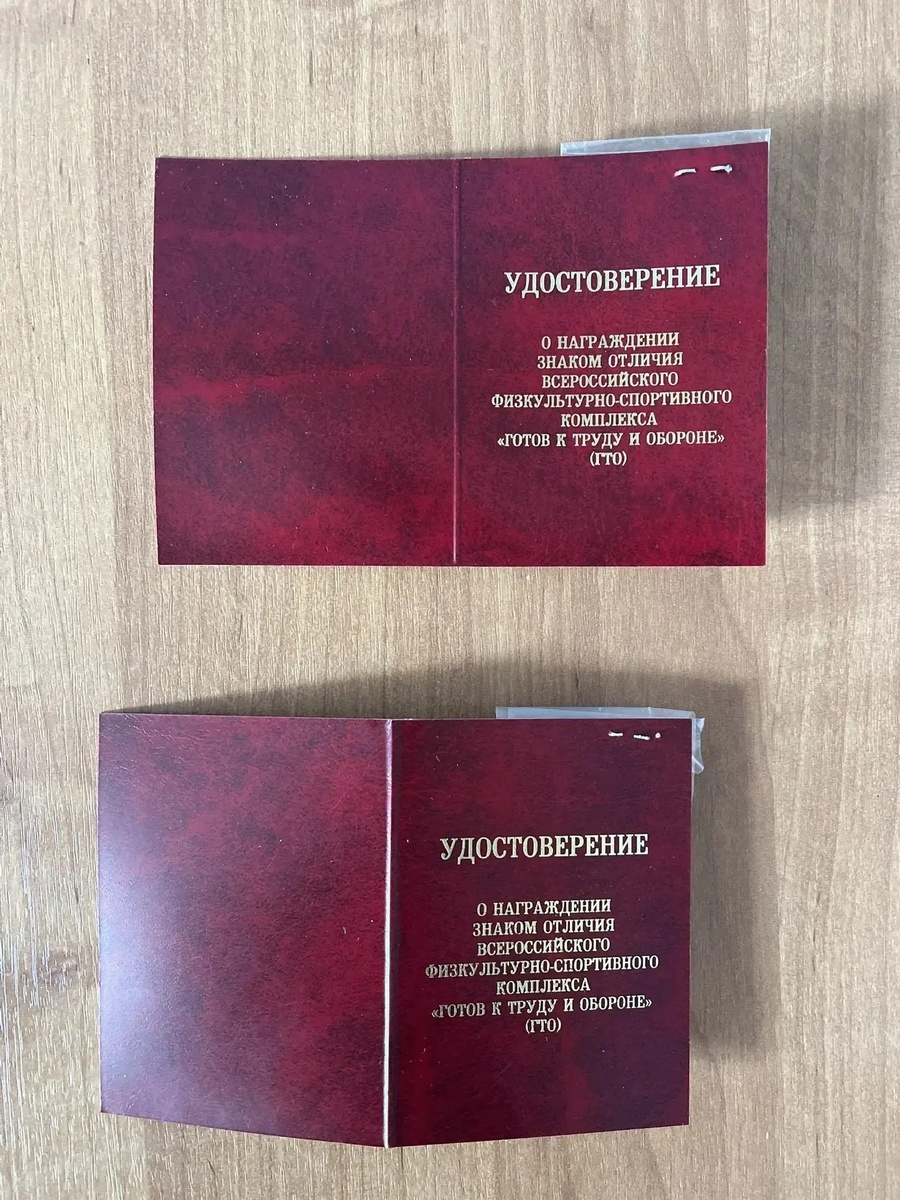 УДОСТОВЕРЕНИЕ
О НАГРАЖДЕНИИ
ЗНАКОМ ОТЛИЧИЯ
ВСЕРОССИЙСКОГО
ФИЗКУЛЬТУРНО-СПОРТИВНОГО
КОМПЛЕКСА
«ГОТОВ К ТРУДУ И ОБОРОНЕ»
(ГТО)
УДОСТОВЕРЕНИЕ
О НАГРАЖДЕНИИ
ЗНАКОМ ОТЛИЧИЯ
ВСЕРОССИЙСКОГО
ФИЗКУЛЬТУРНО-СПОРТИВНОГО
КОМПЛЕКСА
«ГОТОВ К ТРУДУ И ОБОРОНЕ»
(ГТО)